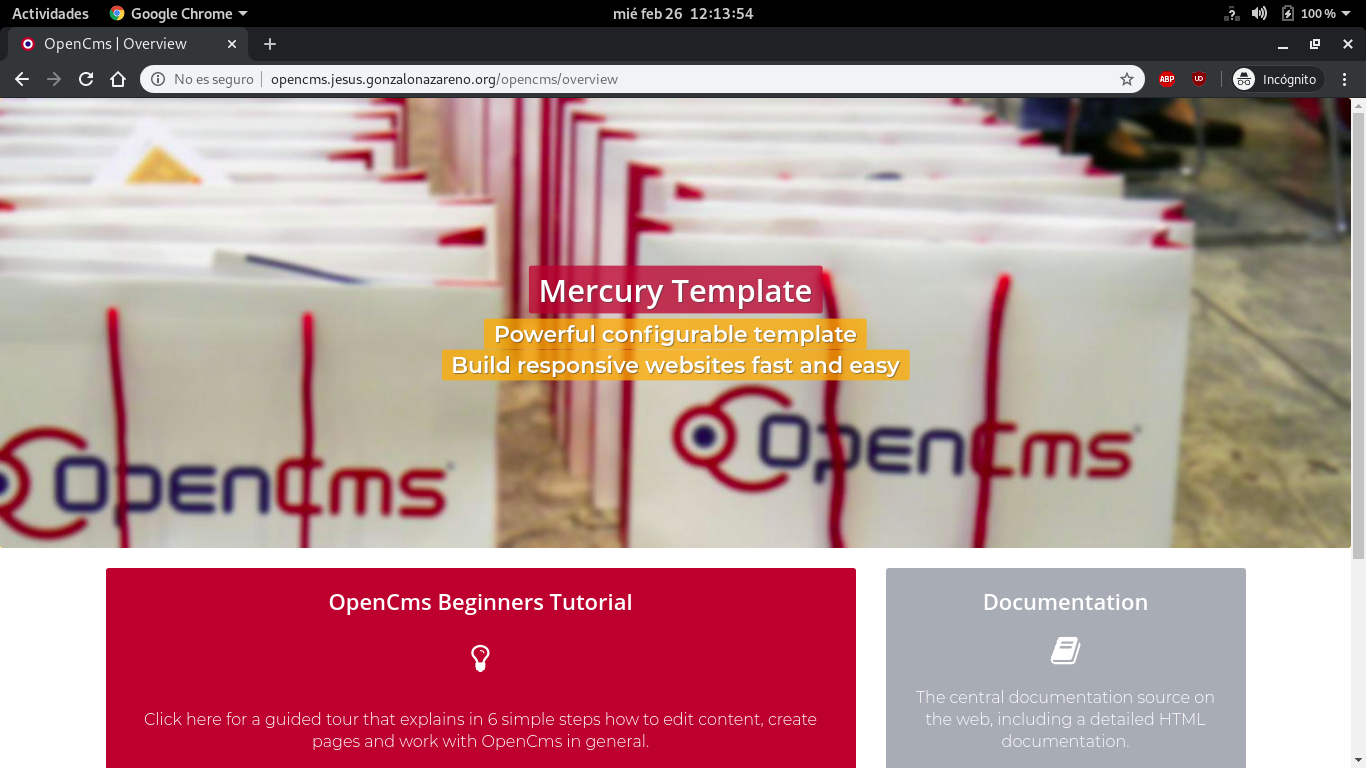 Actividades Google Chrome mié feb 26 12:13:54 100 %
OpenCms | Overview
No es seguro opencms.jesus.gonzalonazareno.org/opencms/overview ABP UO Incógnito
Mercury Template
Powerful configurable template
Build responsive websites fast and easy
OpenCms OpenCms
OpenCms Beginners Tutorial
Click here for a guided tour that explains in 6 simple steps how to edit content, create
pages and work with OpenCms in general.
Documentation
The central documentation source on
the web, including a detailed HTML
documentation.